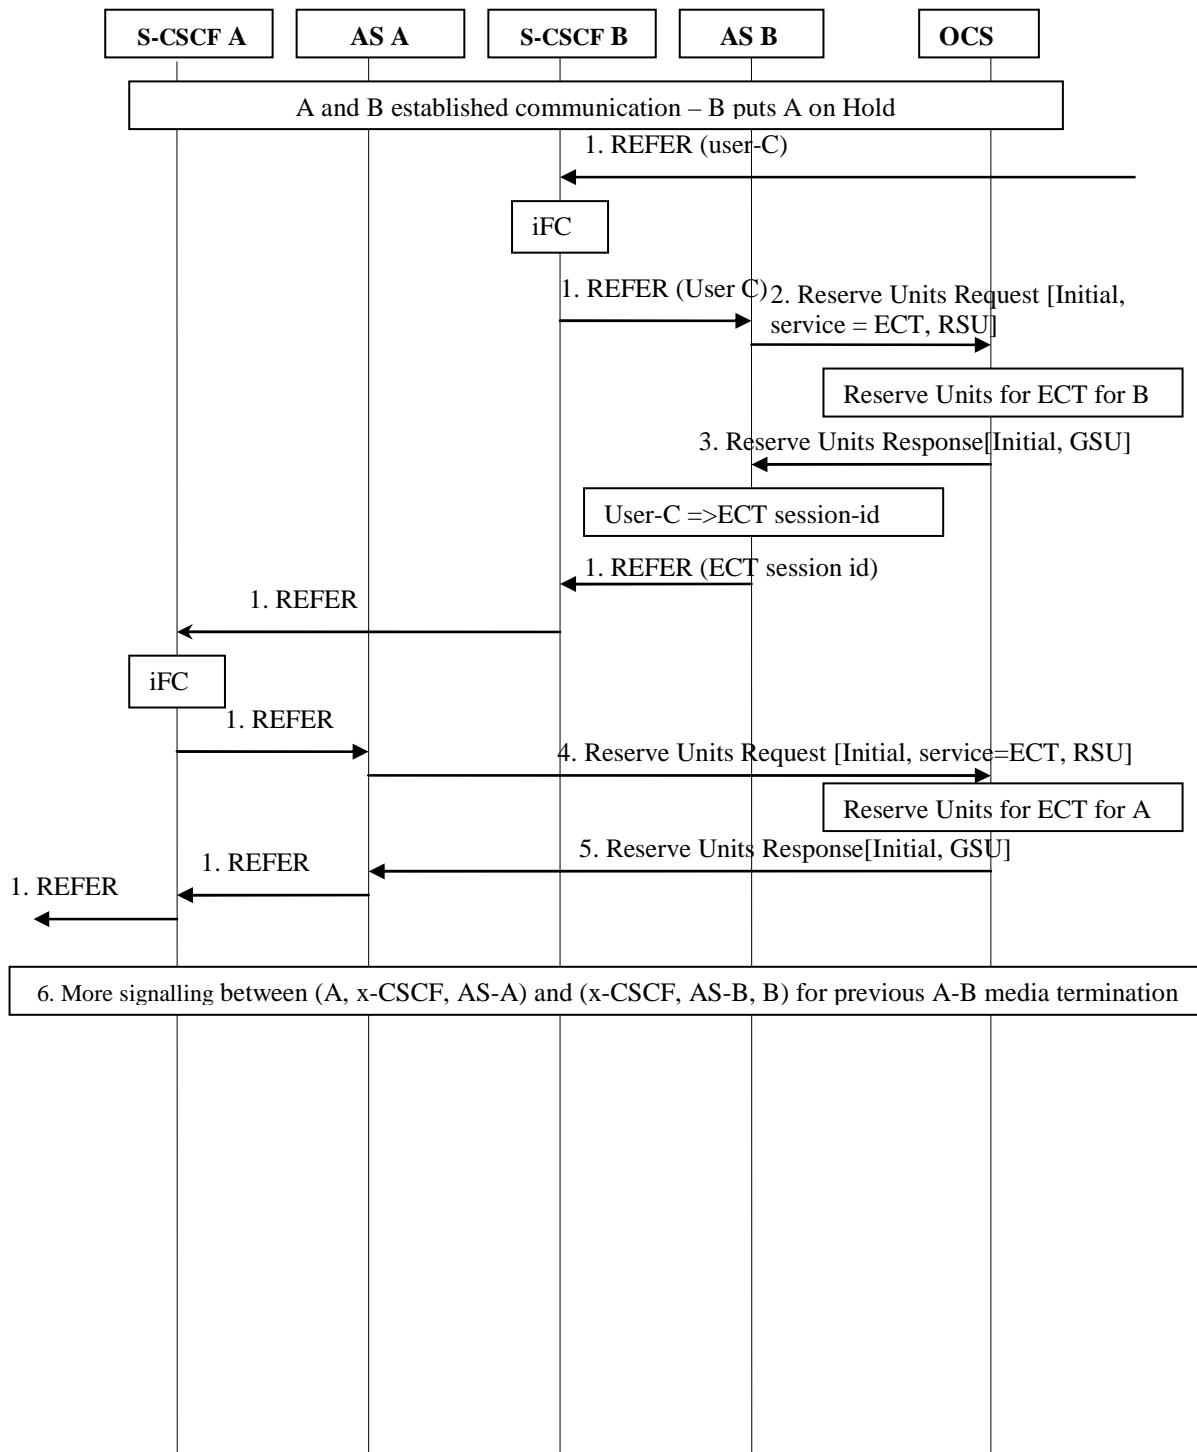 S-CSCF A
AS A
S-CSCF B
AS B
OCS
A and B established communication – B puts A on Hold
1. REFER (user-C)
iFC
1. REFER (User C)
2. Reserve Units Request [Initial,
service = ECT, RSU]
Reserve Units for ECT for B
3. Reserve Units Response[Initial, GSU]
User-C =>ECT session-id
1. REFER (ECT session id)
1. REFER
iFC
1. REFER
4. Reserve Units Request [Initial, service=ECT, RSU]
Reserve Units for ECT for A
5. Reserve Units Response[Initial, GSU]
1. REFER
1. REFER
6. More signalling between (A, x-CSCF, AS-A) and (x-CSCF, AS-B, B) for previous A-B media termination